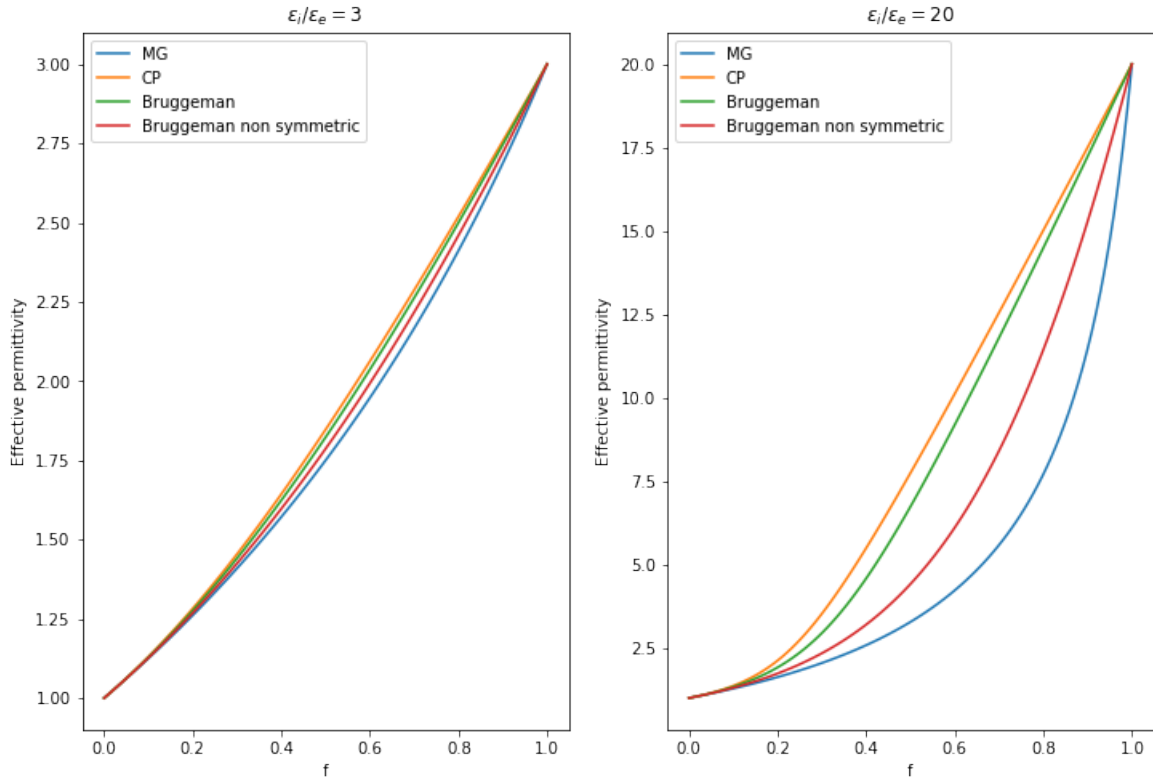 ε_i/ε_e = 3
MG
CP
Bruggeman
Bruggeman non symmetric
3.00
2.75
2.50
2.25
2.00
1.75
1.50
1.25
1.00
Effective permittivity
0.0 0.2 0.4 0.6 0.8 1.0
f
ε_i/ε_e = 20
MG
CP
Bruggeman
Bruggeman non symmetric
20.0
17.5
15.0
12.5
10.0
7.5
5.0
2.5
Effective permittivity
0.0 0.2 0.4 0.6 0.8 1.0
f